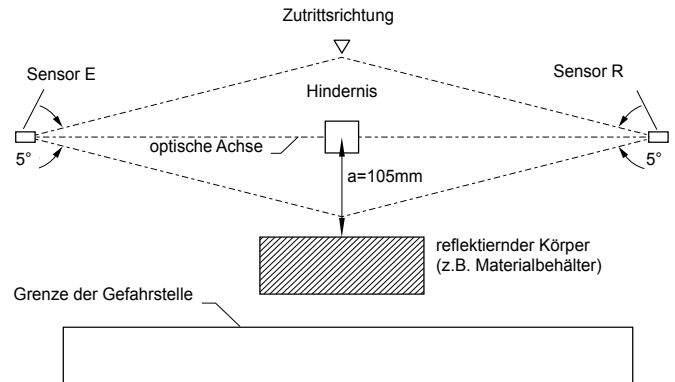 Zutrittsrichtung
Sensor E
Sensor R
Hindernis
optische Achse
5°
5°
a=105mm
reflektiernder Körper
(z.B. Materialbehälter)
Grenze der Gefahrstelle